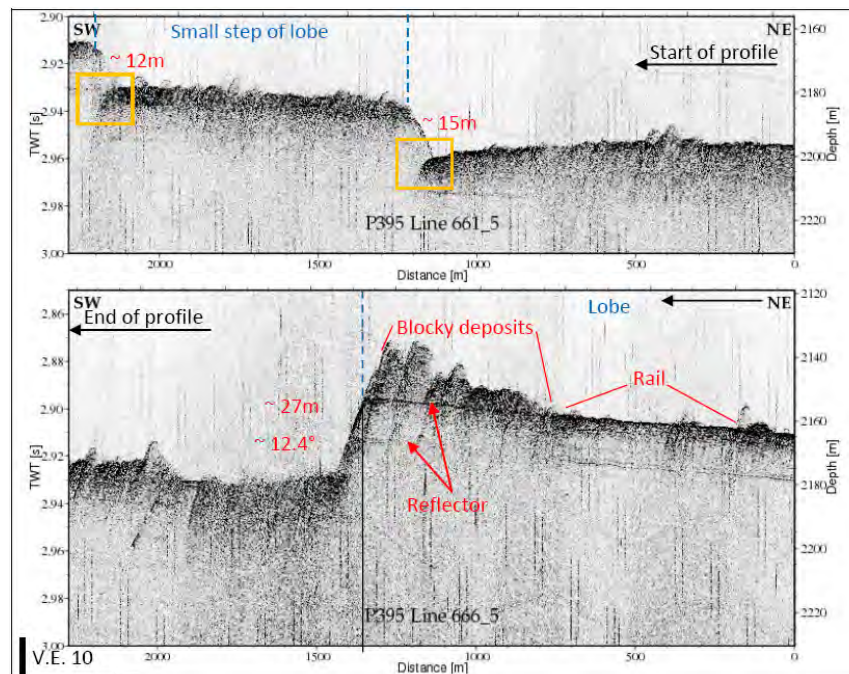 SW
NE
Small step of lobe
~ 12m
~ 15m
Start of profile
2.90
2.92
2.93
2.94
2.96
2.98
3.00
TWT [s]
2160
2180
2200
2220
Depth [m]
P395 Line 661_5
2000
1500
1000
500
0
Distance [m]
SW
NE
End of profile
Lobe
Blocky deposits
Rail
~ 27m
~ 12.4°
Reflector
2.86
2.88
2.90
2.92
2.93
2.94
2.96
2.98
3.00
TWT [s]
2120
2140
2160
2180
2200
2220
Depth [m]
P395 Line 666_5
V.E. 10
2000
1500
1000
500
0
Distance [m]